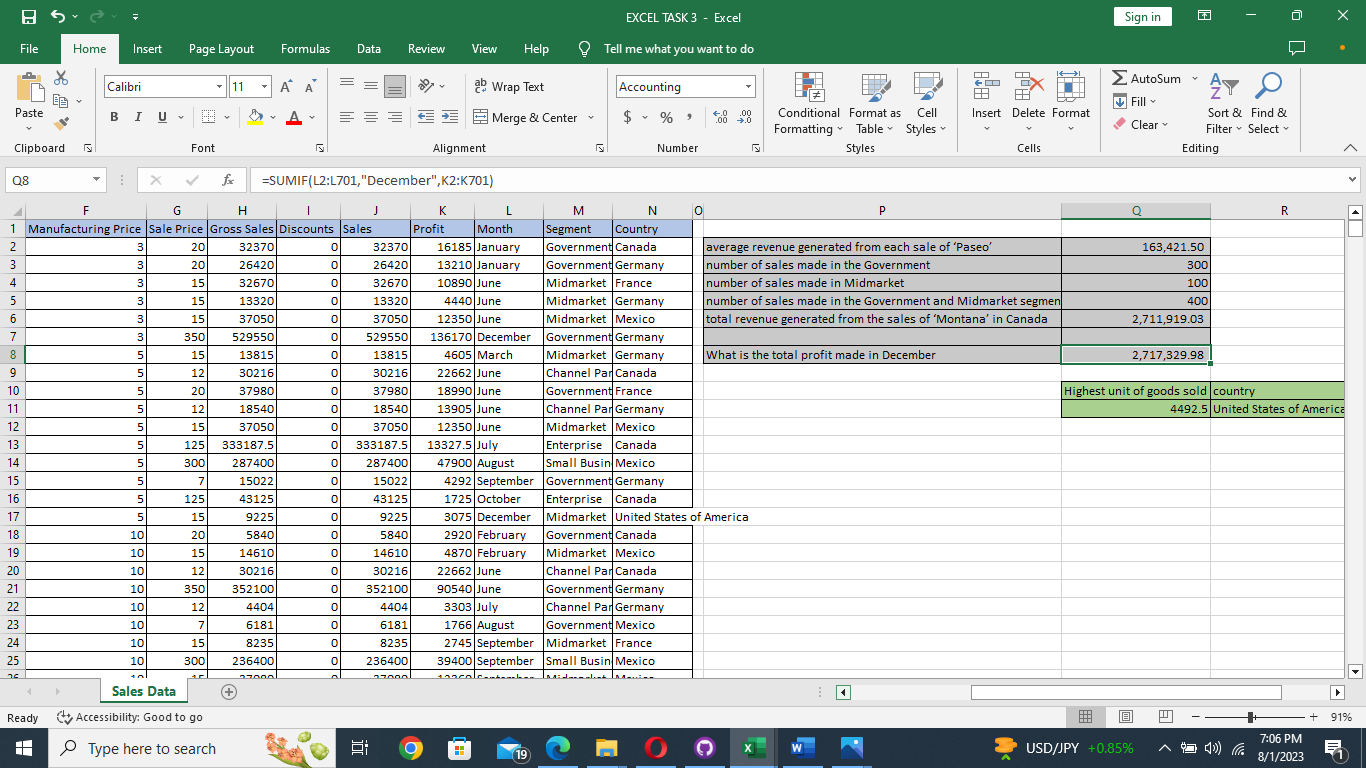 EXCEL TASK 3 - Excel
Sign in
File Home Insert Page Layout Formulas Data Review View Help Tell me what you want to do
Paste
Calibri 11
Wrap Text
Merge & Center
Accounting
Conditional Formatting
Format as Table
Cell Styles
Insert Delete Format
AutoSum
Fill
Clear
Sort & Filter
Find & Select
Clipboard Font Alignment Number Styles Cells Editing
Q8 fx =SUMIF(L2:L701,"December",K2:K701)
F G H I J K L M N O P Q R
1 Manufacturing Price Sale Price Gross Sales Discounts Sales Profit Month Segment Country
2 3 20 32370 0 32370 16185 January Government Canada average revenue generated from each sale of ‘Paseo’ 163,421.50
3 3 20 26420 0 26420 13210 January Government Germany number of sales made in the Government 300
4 3 15 32670 0 32670 10890 June Midmarket France number of sales made in Midmarket 100
5 3 15 13320 0 13320 4440 June Midmarket Germany number of sales made in the Government and Midmarket segmen 400
6 3 15 37050 0 37050 12350 June Midmarket Mexico total revenue generated from the sales of ‘Montana’ in Canada 2,711,919.03
7 3 350 529550 0 529550 136170 December Government Germany
8 5 15 13815 0 13815 4605 March Midmarket Germany What is the total profit made in December 2,717,329.98
9 5 12 30216 0 30216 22662 June Channel Par Canada
10 5 20 37980 0 37980 18990 June Government France Highest unit of goods sold country
11 5 12 18540 0 18540 13905 June Channel Par Germany 4492.5 United States of America
12 5 15 37050 0 37050 12350 June Midmarket Mexico
13 5 125 333187.5 0 333187.5 13327.5 July Enterprise Canada
14 5 300 287400 0 287400 47900 August Small Busin Mexico
15 5 7 15022 0 15022 4292 September Government Germany
16 5 125 43125 0 43125 1725 October Enterprise Canada
17 5 15 9225 0 9225 3075 December Midmarket United States of America
18 10 20 5840 0 5840 2920 February Government Canada
19 10 15 14610 0 14610 4870 February Midmarket Mexico
20 10 12 30216 0 30216 22662 June Channel Par Canada
21 10 350 352100 0 352100 90540 June Government Germany
22 10 12 4404 0 4404 3303 July Channel Par Germany
23 10 7 6181 0 6181 1766 August Government Mexico
24 10 15 8235 0 8235 2745 September Midmarket France
25 10 300 236400 0 236400 39400 September Small Busin Mexico
Sales Data
Ready Accessibility: Good to go 91%
Type here to search
19
USD/JPY +0.85%
7:06 PM
8/1/2023
1